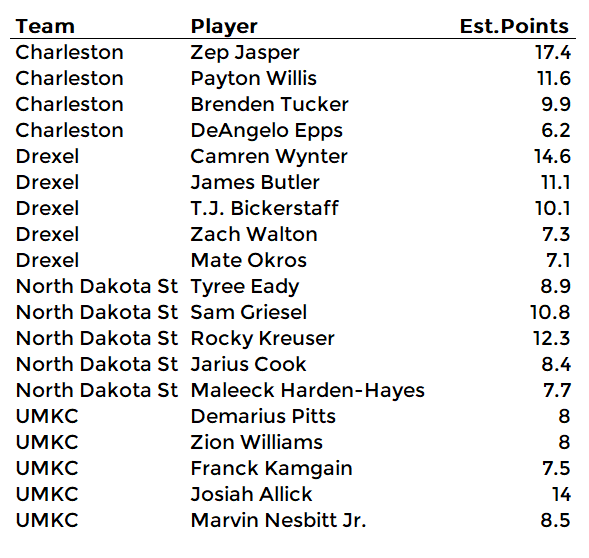 Team Player Est.Points
Charleston Zep Jasper 17.4
Charleston Payton Willis 11.6
Charleston Brenden Tucker 9.9
Charleston DeAngelo Epps 6.2
Drexel Camren Wynter 14.6
Drexel James Butler 11.1
Drexel T.J. Bickerstaff 10.1
Drexel Zach Walton 7.3
Drexel Mate Okros 7.1
North Dakota St Tyree Eady 8.9
North Dakota St Sam Griesel 10.8
North Dakota St Rocky Kreuser 12.3
North Dakota St Jarius Cook 8.4
North Dakota St Maleeck Harden-Hayes 7.7
UMKC Demarius Pitts 8
UMKC Zion Williams 8
UMKC Franck Kamgain 7.5
UMKC Josiah Allick 14
UMKC Marvin Nesbitt Jr. 8.5